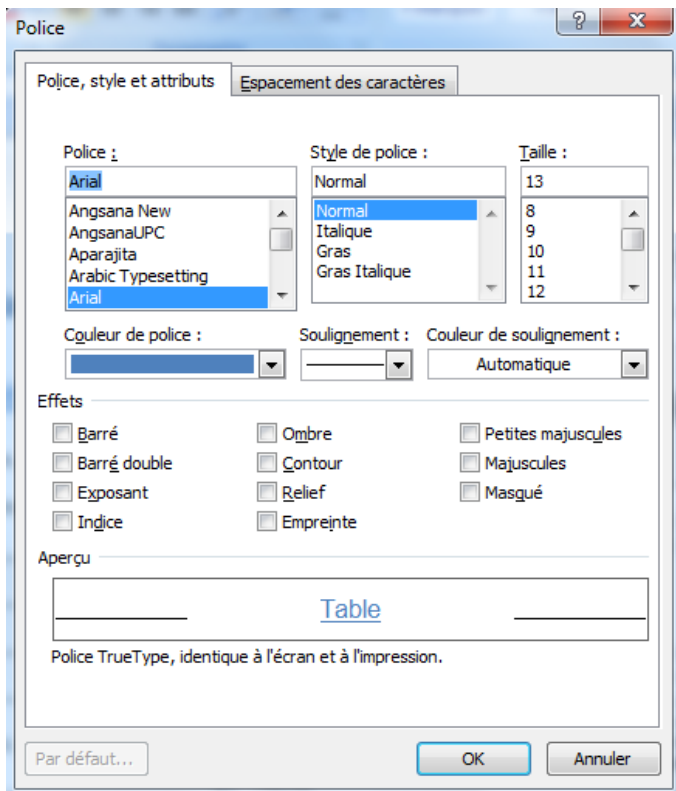 Police
Police, style et attributs Espacement des caractères
Police : Style de police : Taille :
Arial Normal 13
Angsana New Normal 8
AngsanaUPC Italique 9
Aparajita Gras 10
Arabic Typesetting Gras Italique 11
Arial 12
Couleur de police : Soulignement : Couleur de soulignement :
Automatique
Effets
Barré Ombre Petites majuscules
Barré double Contour Majuscules
Exposant Relief Masqué
Indice Empreinte
Aperçu
Table
Police TrueType, identique à l'écran et à l'impression.
Par défaut... OK Annuler